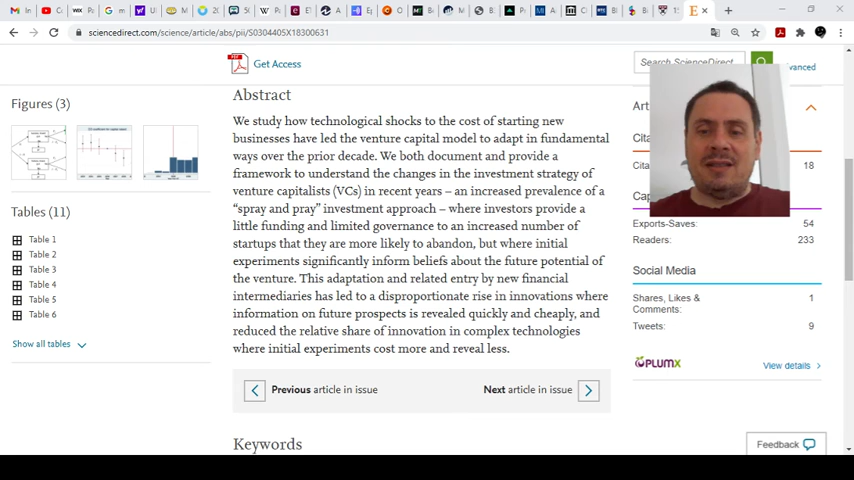 sciencedirect.com/science/article/abs/pii/S0304405X18300631
Get Access
Search ScienceDirect
Figures (3)
Tables (11)
Table 1
Table 2
Table 3
Table 4
Table 5
Table 6
Show all tables
Abstract
We study how technological shocks to the cost of starting new
businesses have led the venture capital model to adapt in fundamental
ways over the prior decade. We both document and provide a
framework to understand the changes in the investment strategy of
venture capitalists (VCs) in recent years – an increased prevalence of a
“spray and pray” investment approach – where investors provide a
little funding and limited governance to an increased number of
startups that they are more likely to abandon, but where initial
experiments significantly inform beliefs about the future potential of
the venture. This adaptation and related entry by new financial
intermediaries has led to a disproportionate rise in innovations where
information on future prospects is revealed quickly and cheaply, and
reduced the relative share of innovation in complex technologies
where initial experiments cost more and reveal less.
Previous article in issue
Next article in issue
Keywords
18
Exports-Saves: 54
Readers: 233
Social Media
Shares, Likes & 1
Comments:
Tweets: 9
PLUMX
View details
Feedback